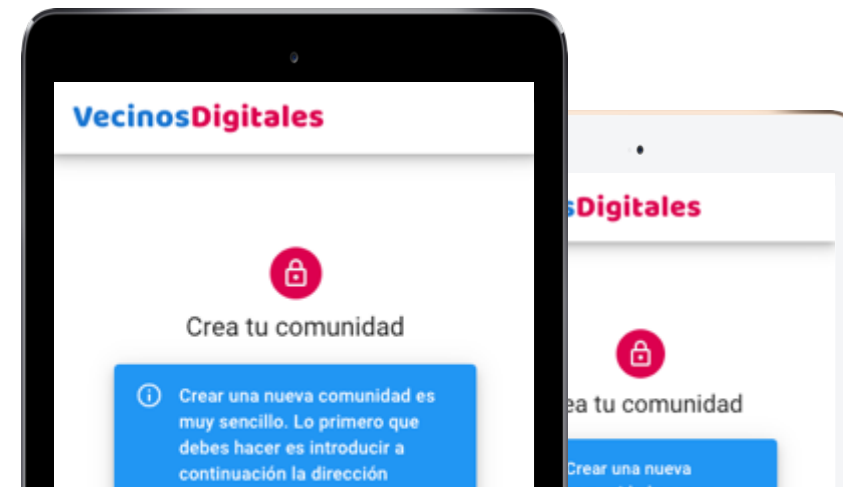 VecinosDigitales
Crea tu comunidad
Crear una nueva comunidad es
muy sencillo. Lo primero que
debes hacer es introducir a
continuación la dirección
sDigitales
ea tu comunidad
Crear una nueva